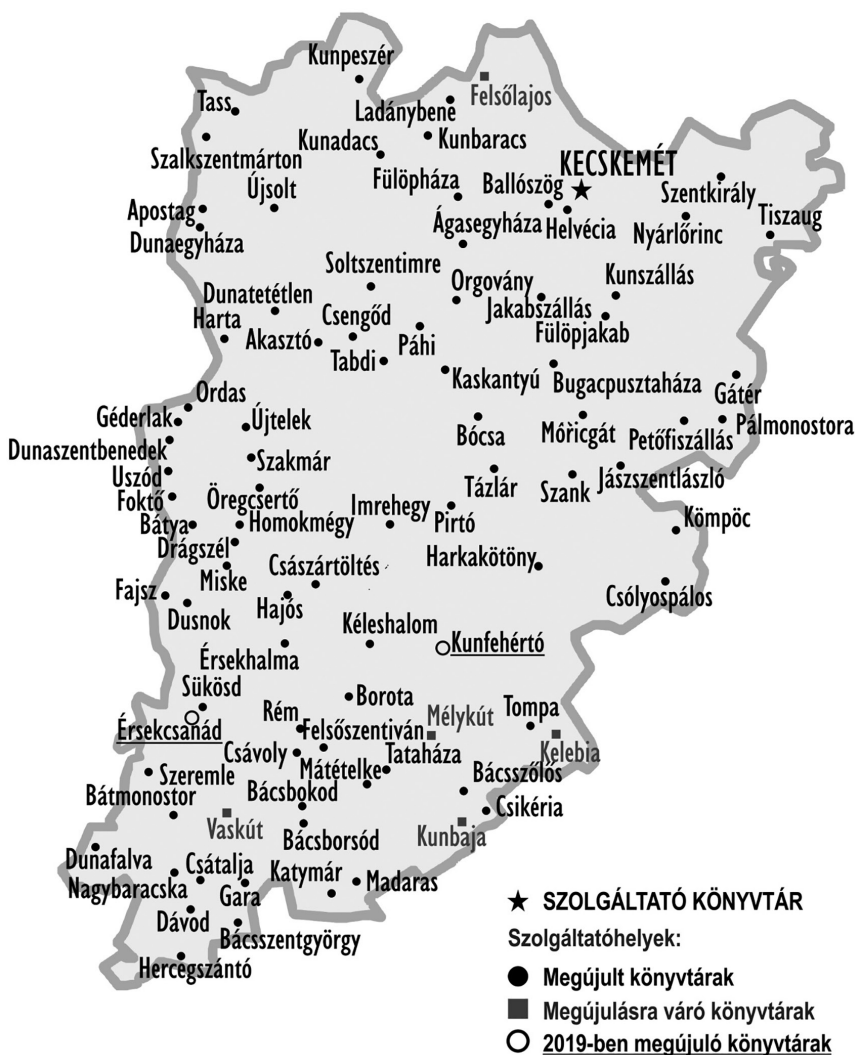 Kunpeszér
Felsőlajos
Tass
Ladánybene
Kunadacs
Kunbaracs
Szalkszentmárton
KECSKEMÉT
Fülöpháza
Ballószög
Szentkirály
Újsolt
Apostag
Ágasegyháza
Helvécia
Nyárlőrinc
Tiszaug
Dunaegyháza
Soltszentimre
Orgovány
Kunszállás
Dunatetétlen
Jakabszállás
Harta
Csengőd
Fülöpjakab
Akasztó
Páhi
Tabdi
Kaskantyú
Bugacpusztaháza
Gátér
Ordas
Géderlak
Újtelek
Bócsa
Móricgát
Petőfiszállás
Pálmonostora
Dunaszentbenedek
Szakmár
Uszód
Tázlár
Szank
Jászszentlászló
Foktő
Öregcsertő
Imrehegy
Pirtó
Kömpöc
Bátya
Homokmégy
Drágszél
Harkakötöny
Miske
Császártöltés
Fajsz
Csólyospálos
Dusnok
Hajós
Kéleshalom
Kunfehértó
Érsekhalma
Sükösd
Borota
Tompa
Rém
Mélykút
Érsekcsanád
Felsőszentiván
Kelebia
Csávoly
Tataháza
Szeremle
Mátételke
Bácsszőlős
Bátmonostor
Bácsbokod
Csikéria
Vaskút
Bácsborsód
Kunbaja
Dunafalva
Csátalja
Katymár
Madaras
Nagybaracska
Gara
Dávod
Bácsszentgyörgy
Hercegszántó
SZOLGÁLTATÓ KÖNYVTÁR
Szolgáltatóhelyek:
Megújult könyvtárak
Megújulásra váró könyvtárak
2019-ben megújuló könyvtárak